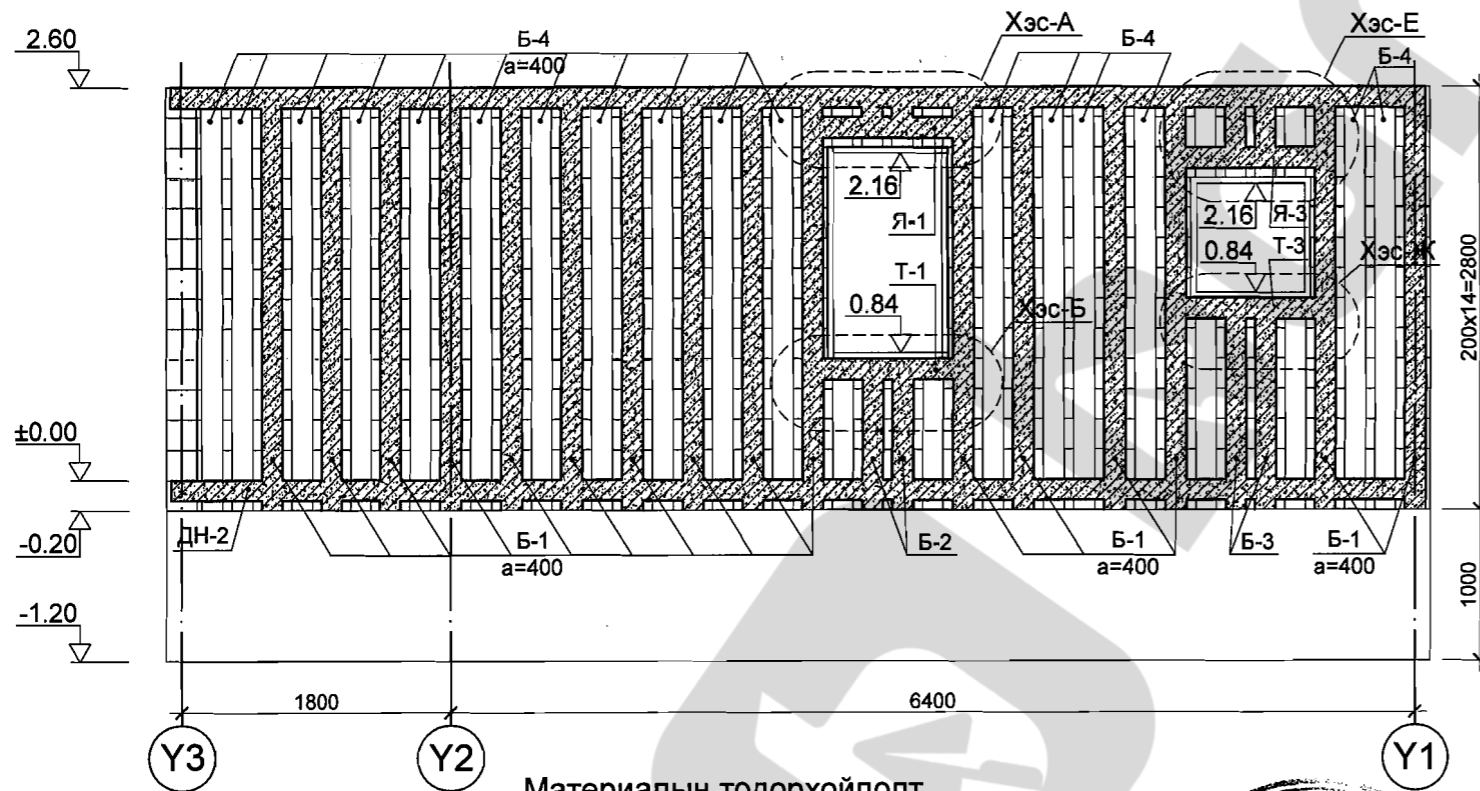 2.60
Б-4
a=400
Хэс-А
Б-4
Хэс-Е
Б-4
2.16
Я-1
2.16
Я-3
Т-1
0.84
Т-3
0.84
Хэс-Ж
Хэс-Б
200x14=2800
±0.00
ДН-2
-0.20
Б-1
a=400
Б-2
Б-1
a=400
Б-3
Б-1
a=400
-1.20
1000
1800
6400
Y3
Y2
Y1
Материалын тодорхойлолт